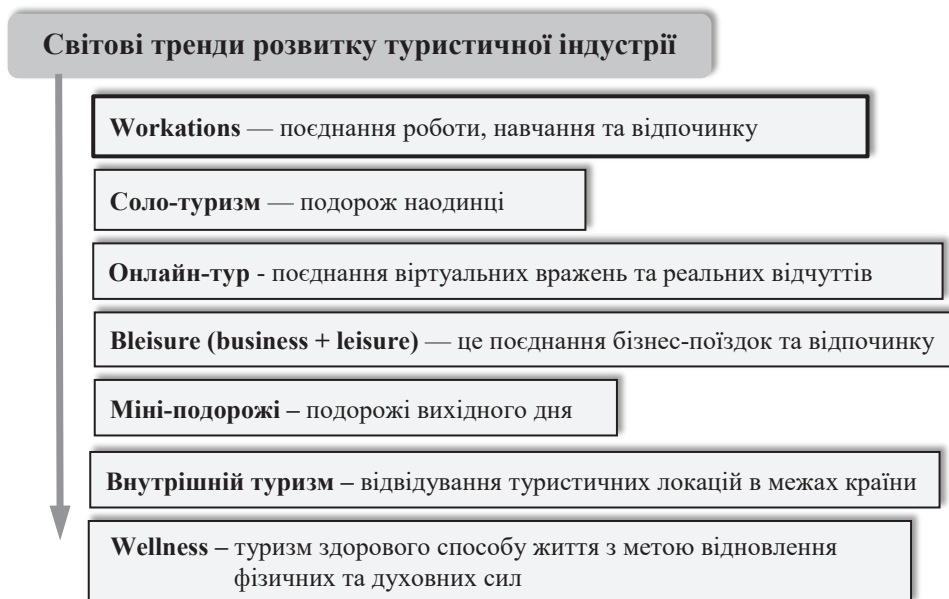 Світові тренди розвитку туристичної індустрії
Workations — поєднання роботи, навчання та відпочинку
Соло-туризм — подорож наодинці
Онлайн-тур - поєднання віртуальних вражень та реальних відчуттів
Bleisure (business + leisure) — це поєднання бізнес-поїздок та відпочинку
Міні-подорожі – подорожі вихідного дня
Внутрішній туризм – відвідування туристичних локацій в межах країни
Wellness – туризм здорового способу життя з метою відновлення
фізичних та духовних сил